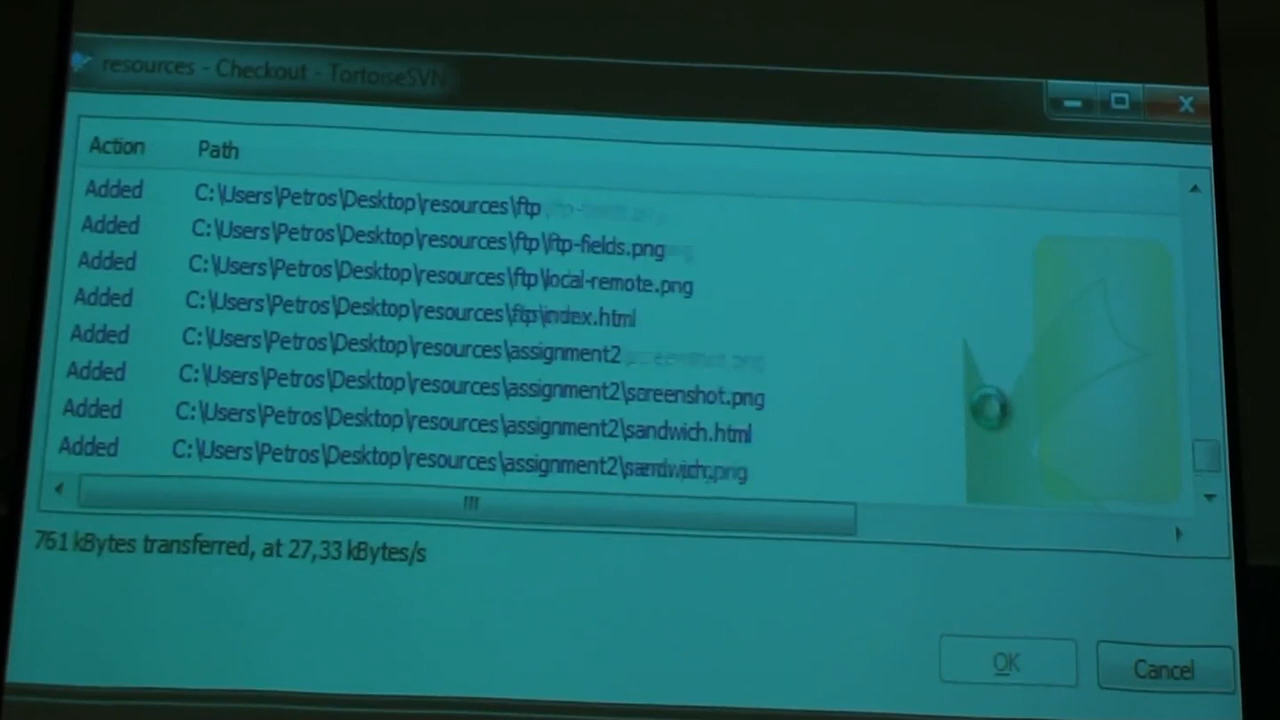 resources - Checkout - TortoiseSVN
Action Path
Added C:\Users\Petros\Desktop\resources\ftp
Added C:\Users\Petros\Desktop\resources\ftp\ftp-fields.png
Added C:\Users\Petros\Desktop\resources\ftp\local-remote.png
Added C:\Users\Petros\Desktop\resources\ftp\index.html
Added C:\Users\Petros\Desktop\resources\assignment2
Added C:\Users\Petros\Desktop\resources\assignment2\screenshot.png
Added C:\Users\Petros\Desktop\resources\assignment2\sandwich.html
Added C:\Users\Petros\Desktop\resources\assignment2\sandwich.png
761 kBytes transferred, at 27,33 kBytes/s
OK Cancel